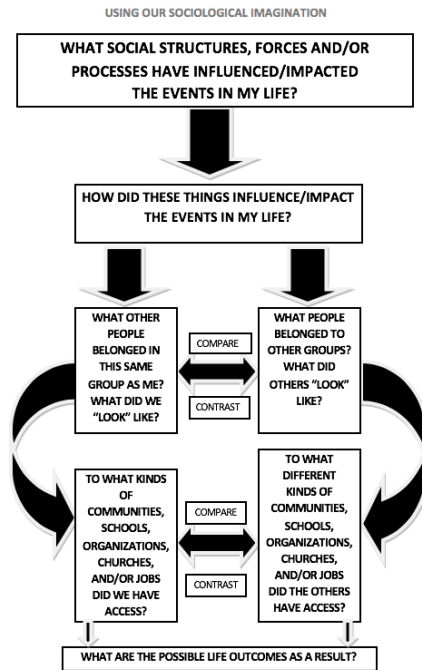 USING OUR SOCIOLOGICAL IMAGINATION
WHAT SOCIAL STRUCTURES, FORCES AND/OR
PROCESSES HAVE INFLUENCED/IMPACTED
THE EVENTS IN MY LIFE?
HOW DID THESE THINGS INFLUENCE/IMPACT
THE EVENTS IN MY LIFE?
WHAT OTHER
PEOPLE
BELONGED IN
THIS SAME
GROUP AS ME?
WHAT DID WE
"LOOK" LIKE?
COMPARE
CONTRAST
WHAT PEOPLE
BELONGED TO
OTHER GROUPS?
WHAT DID
OTHERS "LOOK"
LIKE?
TO WHAT KINDS
OF
COMMUNITIES,
SCHOOLS,
ORGANIZATIONS,
CHURCHES,
AND/OR JOBS
DID WE HAVE
ACCESS?
COMPARE
CONTRAST
TO WHAT
DIFFERENT
KINDS OF
COMMUNITIES,
SCHOOLS,
ORGANIZATIONS,
CHURCHES,
AND/OR JOBS
DID THE OTHERS
HAVE ACCESS?
WHAT ARE THE POSSIBLE LIFE OUTCOMES AS A RESULT?